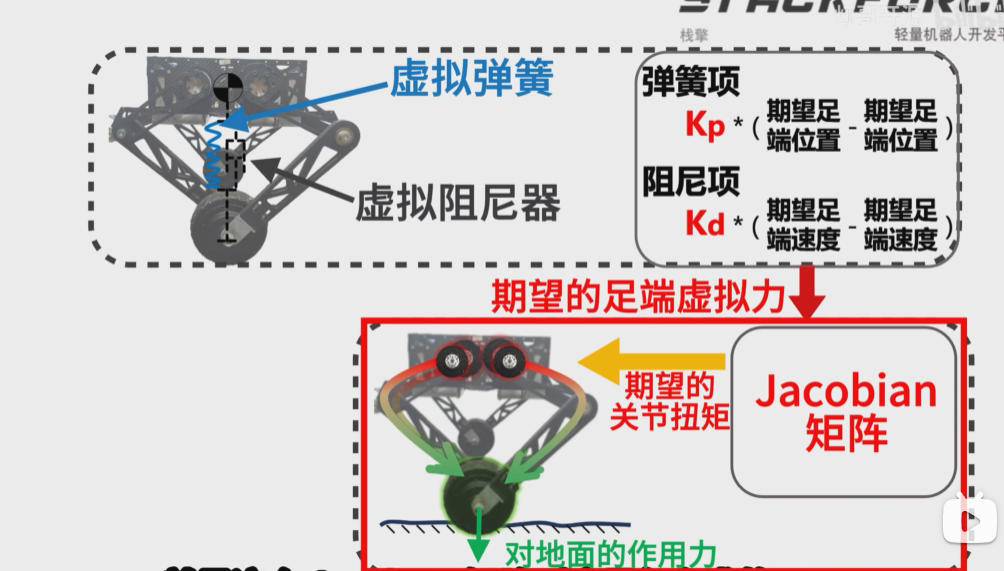 栈擎
轻量机器人开发平
虚拟弹簧
虚拟阻尼器
弹簧项
Kp * ( 期望足端位置 - 期望足端位置 )
阻尼项
Kd * ( 期望足端速度 - 期望足端速度 )
期望的足端虚拟力
期望的
关节扭矩
Jacobian
矩阵
对地面的作用力